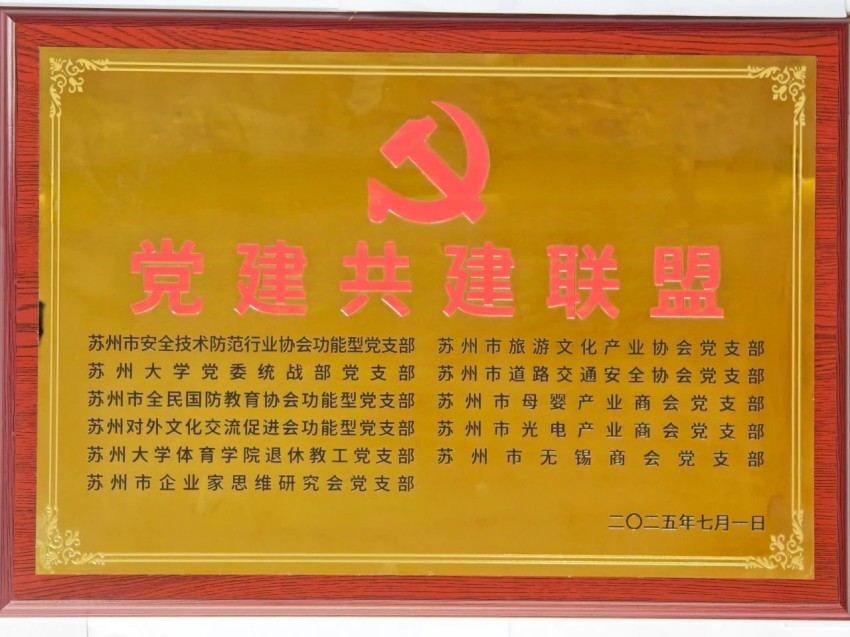 党建共建联盟
苏州市安全技术防范行业协会功能型党支部
苏州大学党委统战部党支部
苏州市全民国防教育协会功能型党支部
苏州对外文化交流促进会功能型党支部
苏州大学体育学院退休教工党支部
苏州市企业家思维研究会党支部
苏州市旅游文化产业协会党支部
苏州市道路交通安全协会党支部
苏州市母婴产业商会党支部
苏州市光电产业商会党支部
苏州市无锡商会党支部
二〇二五年七月一日